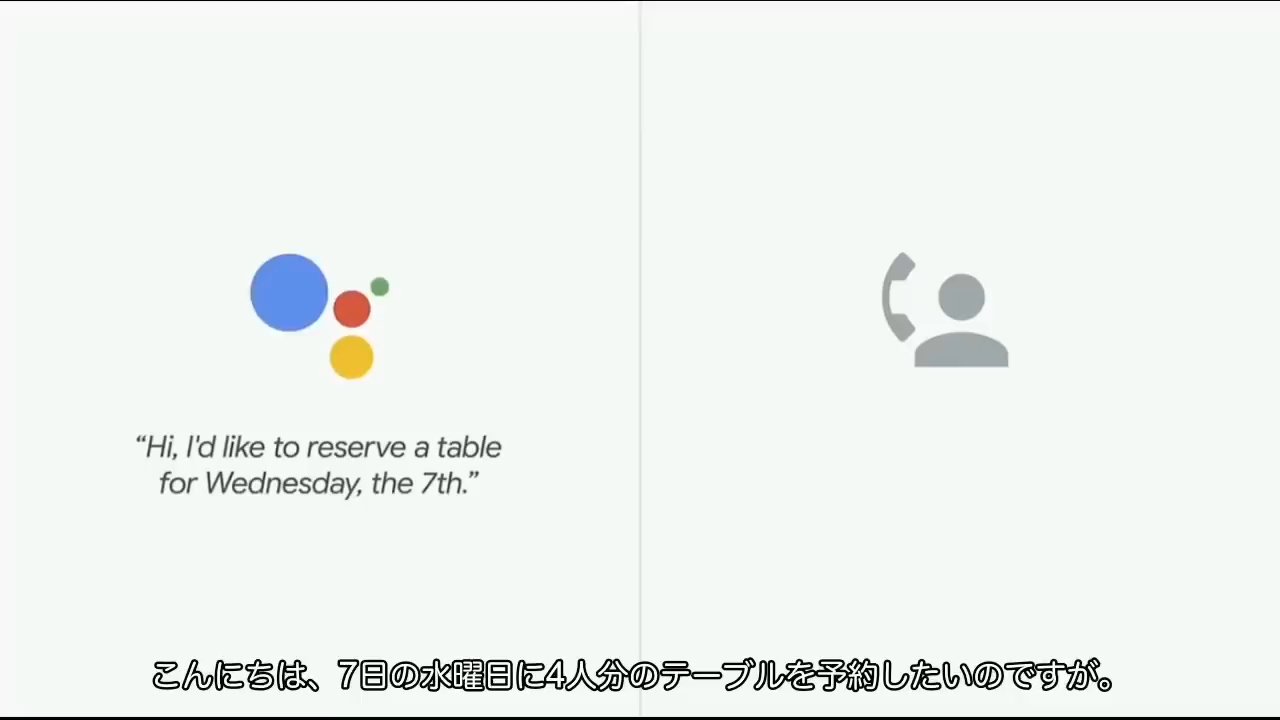 “Hi, I'd like to reserve a table
for Wednesday, the 7th.”
こんにちは、7日の水曜日に4人分のテーブルを予約したいのですが。